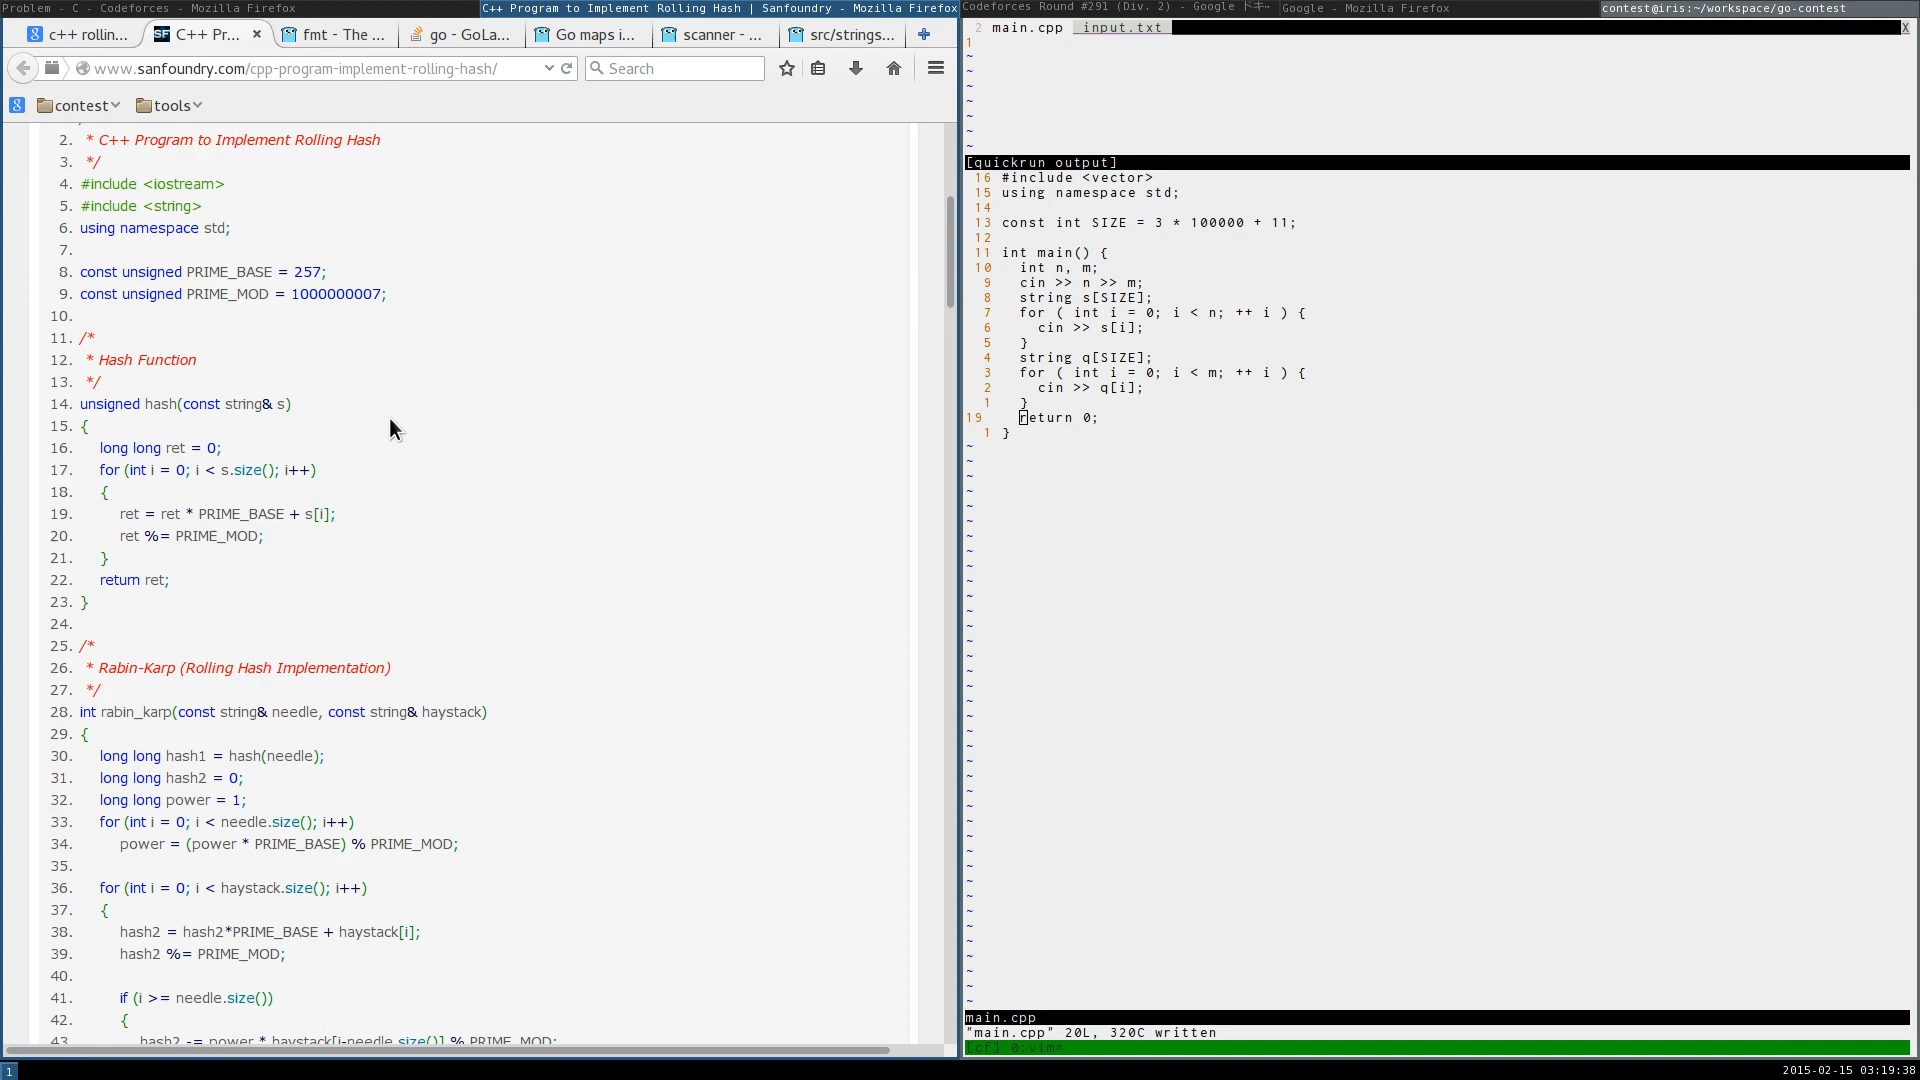 Problem - C - Codeforces - Mozilla Firefox
C++ Program to Implement Rolling Hash | Sanfoundry - Mozilla Firefox
Codeforces Round #291 (Div. 2) - Google ドキ…
Google - Mozilla Firefox
contest@iris:~/workspace/go-contest
c++ rollin...
C++ Pr...
fmt - The ...
go - GoLa...
Go maps i...
scanner - ...
src/strings...
www.sanfoundry.com/cpp-program-implement-rolling-hash/
Search
contest
tools
2. * C++ Program to Implement Rolling Hash
3. */
4. #include <iostream>
5. #include <string>
6. using namespace std;
7.
8. const unsigned PRIME_BASE = 257;
9. const unsigned PRIME_MOD = 1000000007;
10.
11. /*
12. * Hash Function
13. */
14. unsigned hash(const string& s)
15. {
16. long long ret = 0;
17. for (int i = 0; i < s.size(); i++)
18. {
19. ret = ret * PRIME_BASE + s[i];
20. ret %= PRIME_MOD;
21. }
22. return ret;
23. }
24.
25. /*
26. * Rabin-Karp (Rolling Hash Implementation)
27. */
28. int rabin_karp(const string& needle, const string& haystack)
29. {
30. long long hash1 = hash(needle);
31. long long hash2 = 0;
32. long long power = 1;
33. for (int i = 0; i < needle.size(); i++)
34. power = (power * PRIME_BASE) % PRIME_MOD;
35.
36. for (int i = 0; i < haystack.size(); i++)
37. {
38. hash2 = hash2*PRIME_BASE + haystack[i];
39. hash2 %= PRIME_MOD;
40.
41. if (i >= needle.size())
42. {
43. hash2 -= power * haystack[i-needle.size()] % PRIME_MOD;
2 main.cpp input.txt X
1
~
~
~
~
~
~
~
[quickrun output]
16 #include <vector>
15 using namespace std;
14
13 const int SIZE = 3 * 100000 + 11;
12
11 int main() {
10 int n, m;
9 cin >> n >> m;
8 string s[SIZE];
7 for ( int i = 0; i < n; ++ i ) {
6 cin >> s[i];
5 }
4 string q[SIZE];
3 for ( int i = 0; i < m; ++ i ) {
2 cin >> q[i];
1 }
19 return 0;
1 }
main.cpp
"main.cpp" 20L, 320C written
[cf] 0:vim*
1
2015-02-15 03:19:38